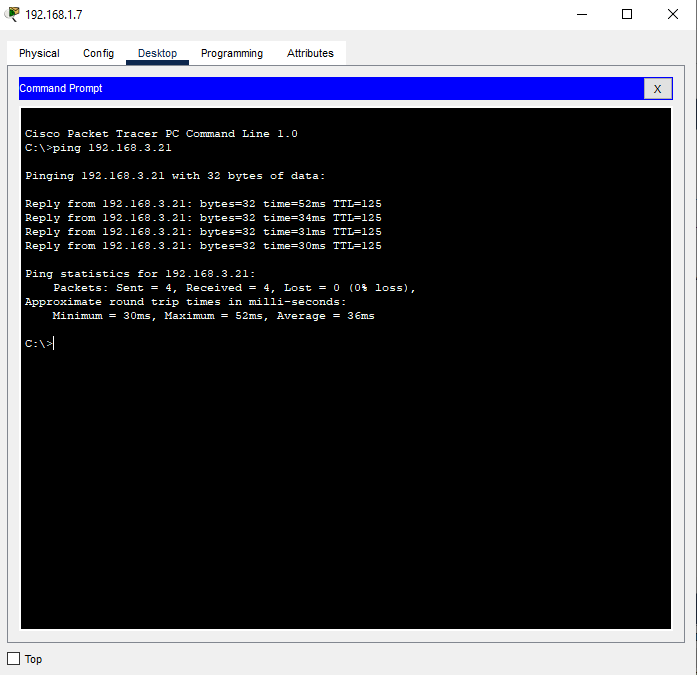 192.168.1.7
Physical Config Desktop Programming Attributes
Command Prompt X
Cisco Packet Tracer PC Command Line 1.0
C:\>ping 192.168.3.21
Pinging 192.168.3.21 with 32 bytes of data:
Reply from 192.168.3.21: bytes=32 time=52ms TTL=125
Reply from 192.168.3.21: bytes=32 time=34ms TTL=125
Reply from 192.168.3.21: bytes=32 time=31ms TTL=125
Reply from 192.168.3.21: bytes=32 time=30ms TTL=125
Ping statistics for 192.168.3.21:
    Packets: Sent = 4, Received = 4, Lost = 0 (0% loss),
Approximate round trip times in milli-seconds:
    Minimum = 30ms, Maximum = 52ms, Average = 36ms
C:\>
Top